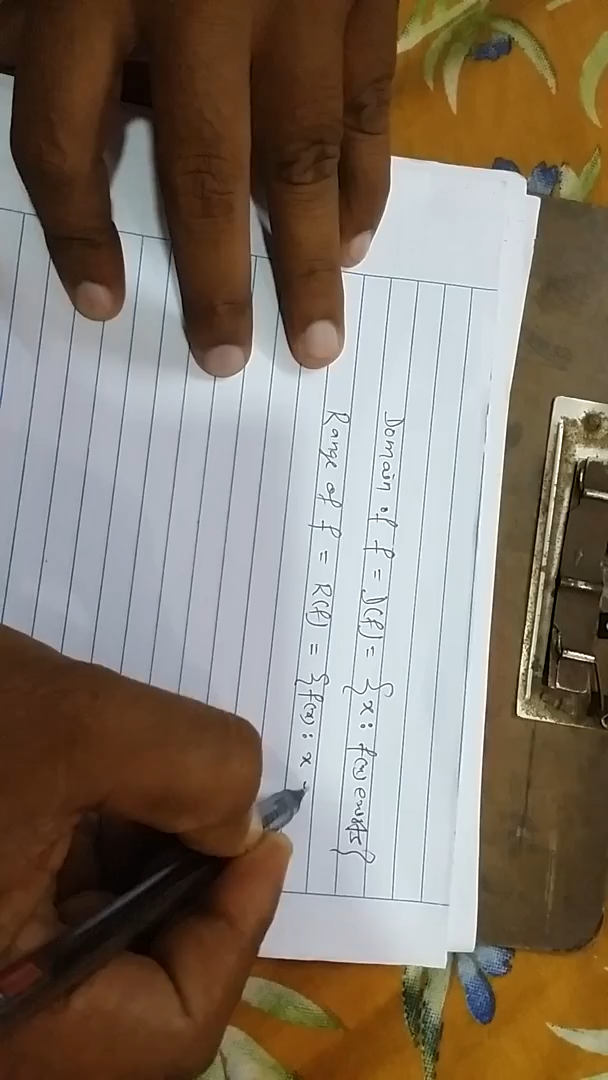 Domain of f = D(f) = {x : f(x) exists}
Range of f = R(f) = {f(x) : x